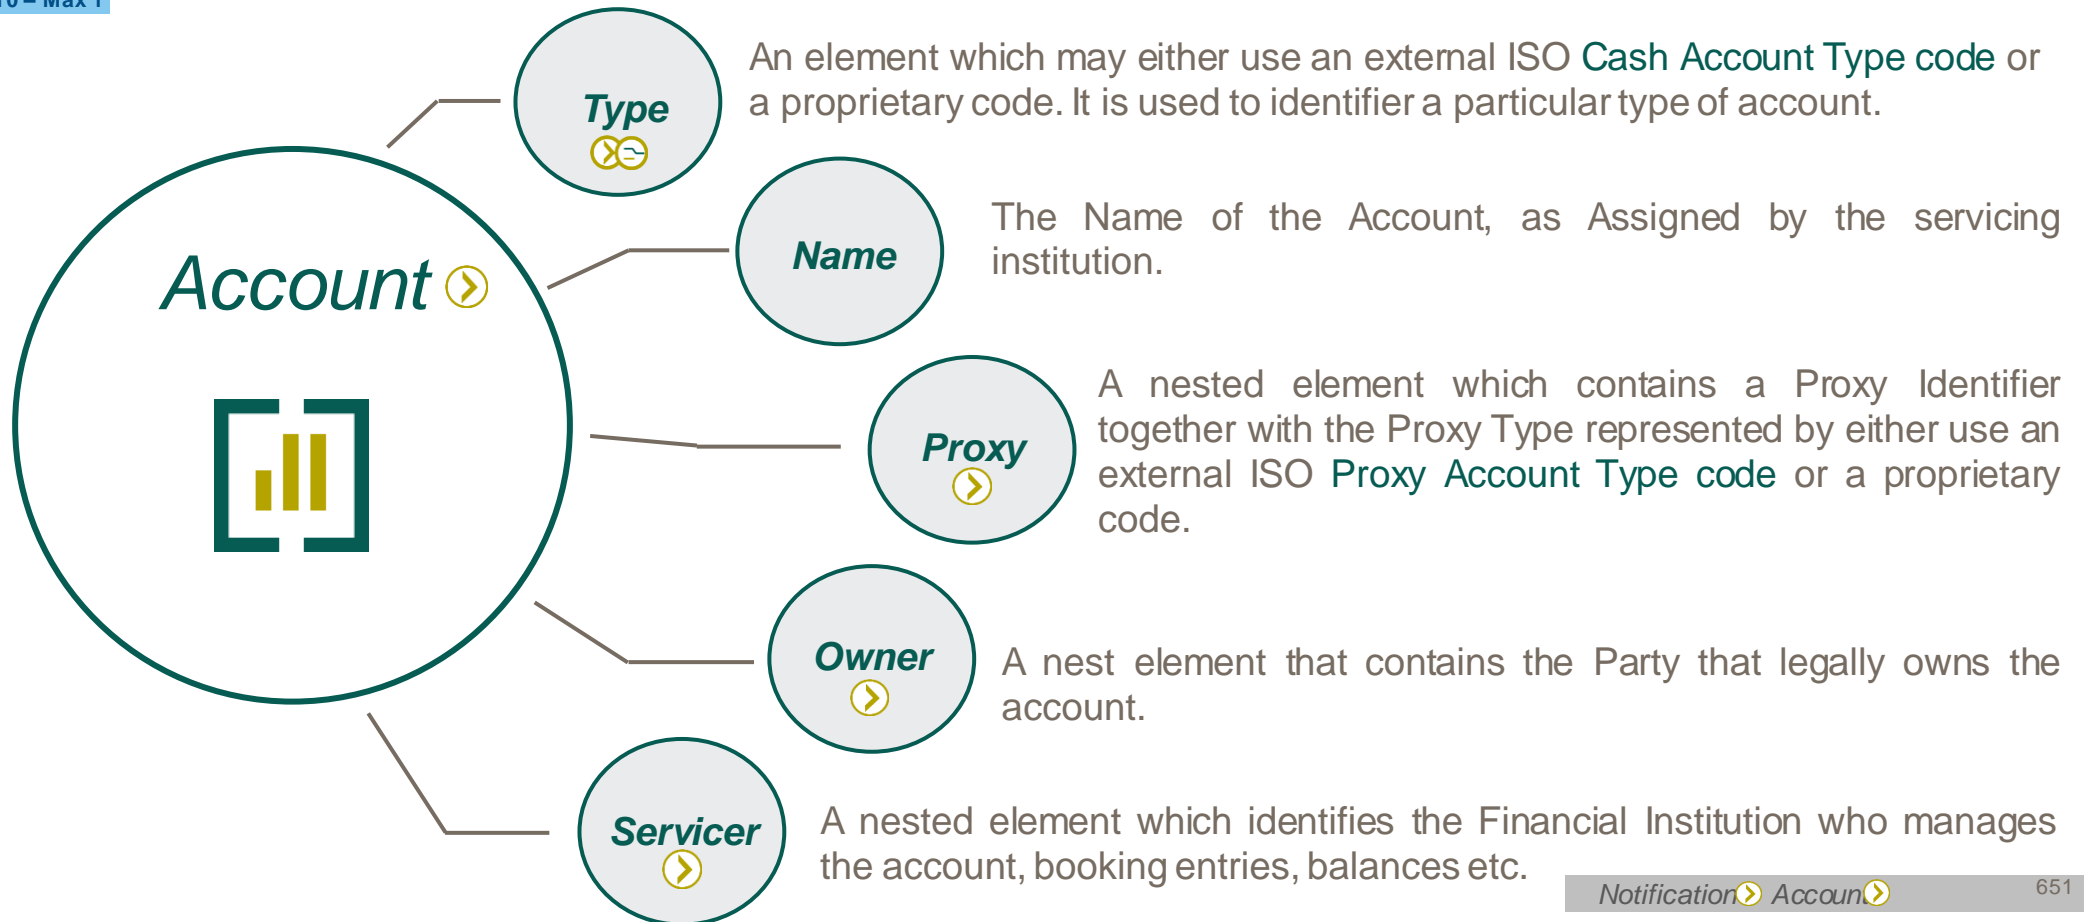 – Max 1
An element which may either use an external ISO Cash Account Type code or
a proprietary code. It is used to identifier a particular type of account.
Type
The Name of the Account, as Assigned by the servicing
institution.
Name
Account
A nested element which contains a Proxy Identifier
together with the Proxy Type represented by either use an
external ISO Proxy Account Type code or a proprietary
code.
Proxy
Owner
A nest element that contains the Party that legally owns the
account.
Servicer
A nested element which identifies the Financial Institution who manages
the account, booking entries, balances etc.
Notification Account
651